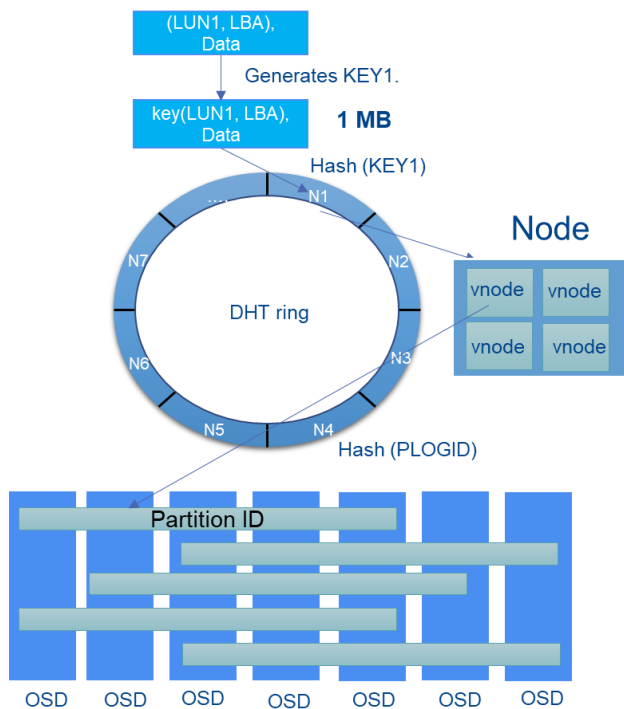 (LUN1, LBA),
Data
Generates KEY1.
key(LUN1, LBA),
Data
1 MB
Hash (KEY1)
....
N1
Node
N7
N2
vnode
vnode
DHT ring
vnode
vnode
N6
N3
N5
N4
Hash (PLOGID)
Partition ID
OSD
OSD
OSD
OSD
OSD
OSD
OSD